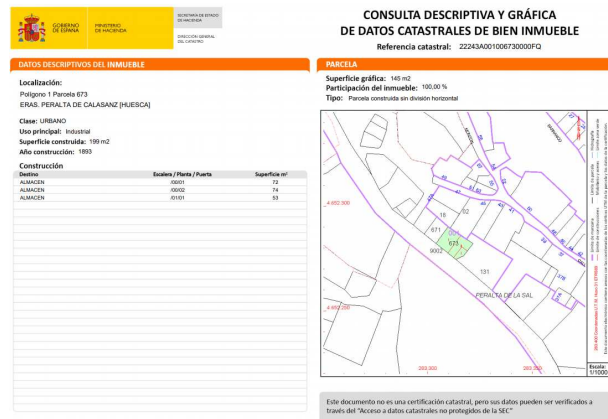 GOBIERNO
DE ESPAÑA
MINISTERIO
DE HACIENDA
SECRETARÍA DE ESTADO
DE HACIENDA
DIRECCIÓN GENERAL
DEL CATASTRO
CONSULTA DESCRIPTIVA Y GRÁFICA
DE DATOS CATASTRALES DE BIEN INMUEBLE
Referencia catastral: 22243A001006730000FQ
DATOS DESCRIPTIVOS DEL INMUEBLE
Localización:
Polígono 1 Parcela 673
ERAS. PERALTA DE CALASANZ [HUESCA]
Clase: URBANO
Uso principal: Industrial
Superficie construida: 199 m2
Año construcción: 1893
Construcción
Destino Escalera / Planta / Puerta Superficie m²
ALMACEN /00/01 72
ALMACEN /00/02 74
ALMACEN /01/01 53
PARCELA
Superficie gráfica: 145 m2
Participación del inmueble: 100,00 %
Tipo: Parcela construida sin división horizontal
4.652.300
18
02
671
673
9002
131
PERALTA DE LA SAL
283.300
Escala:
1/1000
Este documento no es una certificación catastral, pero sus datos pueden ser verificados a
través del "Acceso a datos catastrales no protegidos de la SEC"